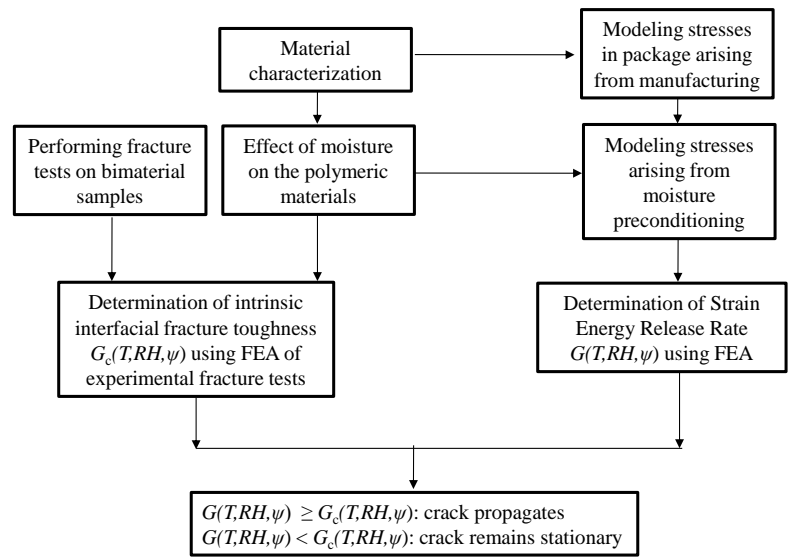 Material
characterization
Modeling stresses
in package arising
from manufacturing
Performing fracture
tests on bimaterial
samples
Effect of moisture
on the polymeric
materials
Modeling stresses
arising from
moisture
preconditioning
Determination of intrinsic
interfacial fracture toughness
Gc(T,RH,ψ) using FEA of
experimental fracture tests
Determination of Strain
Energy Release Rate
G(T,RH,ψ) using FEA
G(T,RH,ψ) ≥ Gc(T,RH,ψ): crack propagates
G(T,RH,ψ) < Gc(T,RH,ψ): crack remains stationary